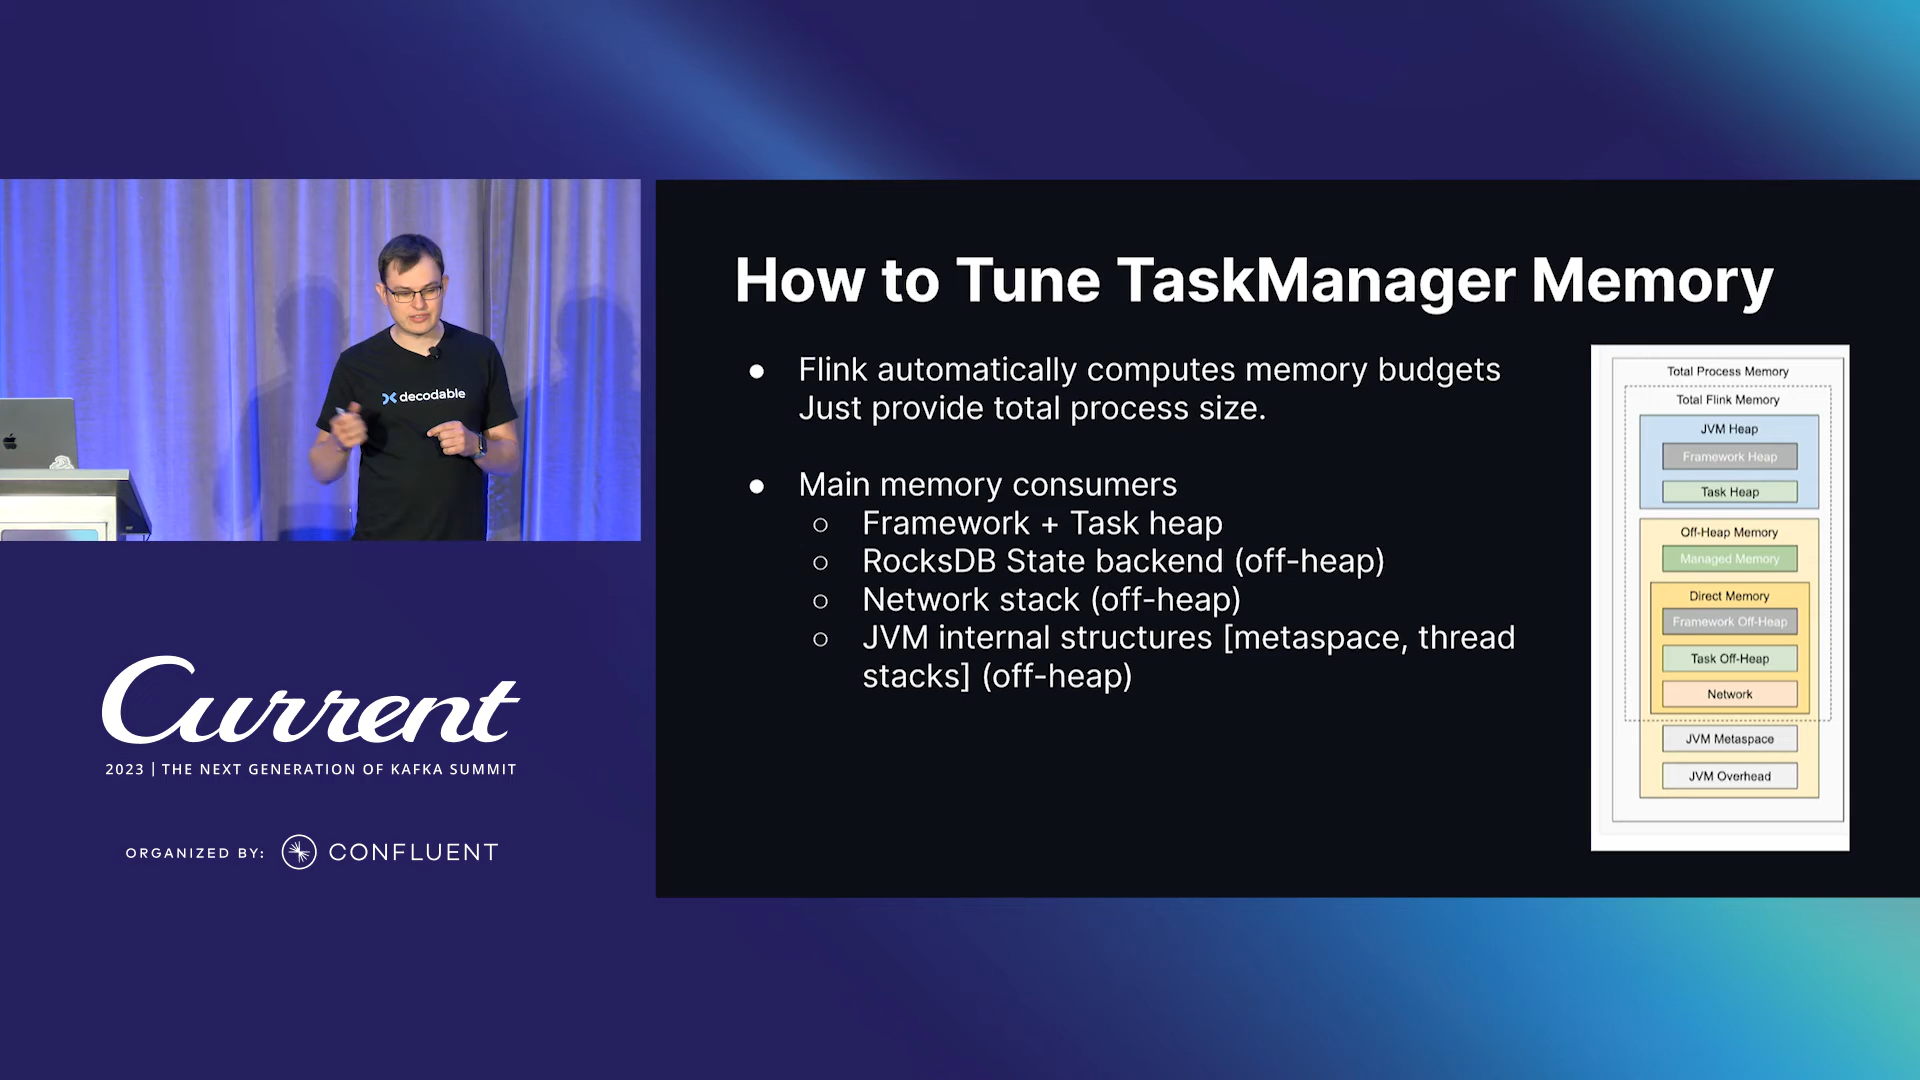 decodable
Current
2023 | THE NEXT GENERATION OF KAFKA SUMMIT
ORGANIZED BY: CONFLUENT
How to Tune TaskManager Memory
● Flink automatically computes memory budgets
Just provide total process size.
● Main memory consumers
○ Framework + Task heap
○ RocksDB State backend (off-heap)
○ Network stack (off-heap)
○ JVM internal structures [metaspace, thread
stacks] (off-heap)
Total Process Memory
Total Flink Memory
JVM Heap
Framework Heap
Task Heap
Off-Heap Memory
Managed Memory
Direct Memory
Framework Off-Heap
Task Off-Heap
Network
JVM Metaspace
JVM Overhead